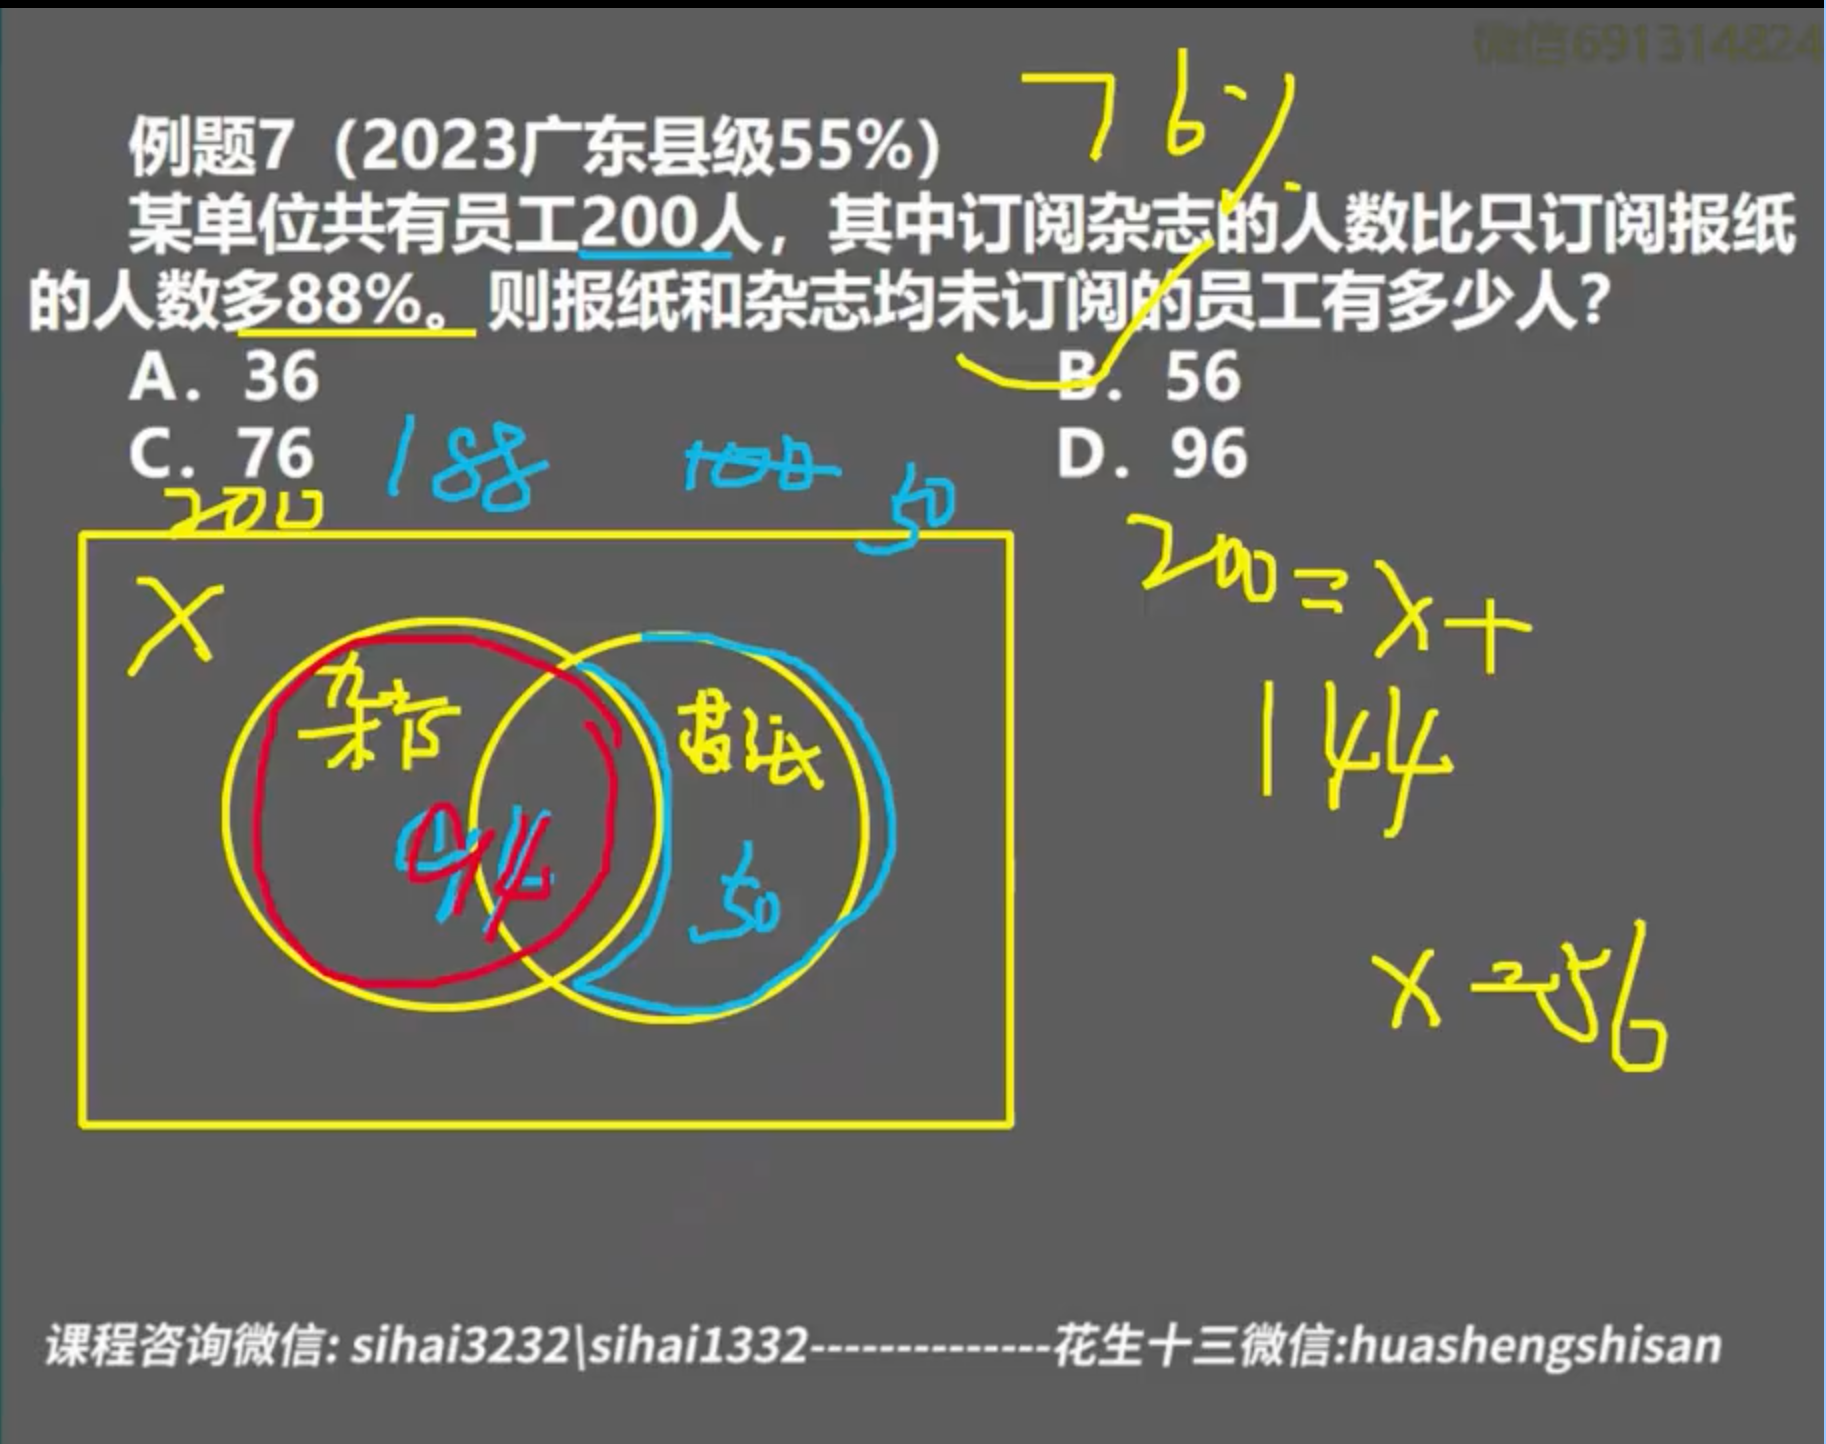 微信691314824
76%
例题7（2023广东县级55%）
某单位共有员工200人，其中订阅杂志的人数比只订阅报纸
的人数多88%。则报纸和杂志均未订阅的员工有多少人？
A. 36
B. 56
C. 76
D. 96
188
100
50
200
X
杂志
报纸
94
50
200=X+
144
X=56
课程咨询微信: sihai3232\sihai1332--------------花生十三微信:huashengshisan